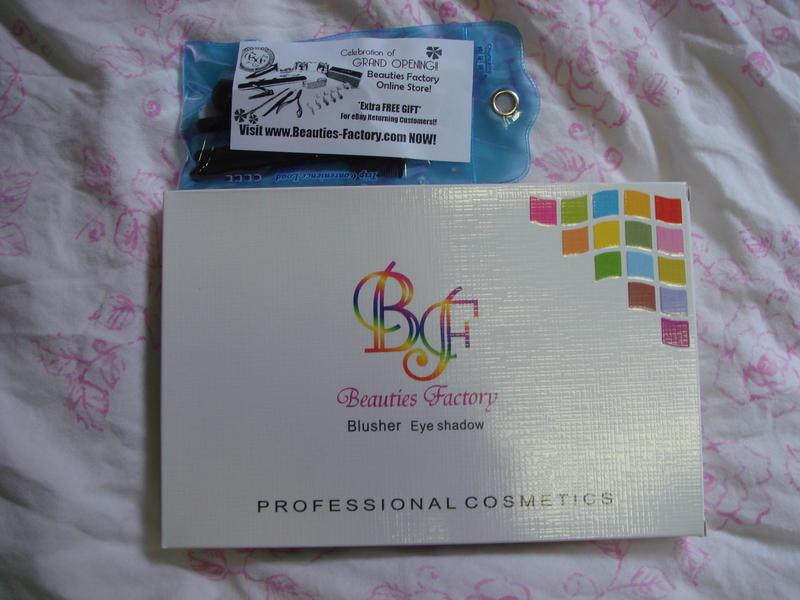 Celebration of
GRAND OPENING!!
Beauties Factory
Online Store!
"Extra FREE GIFT"
For eBay Returning Customers!!
Visit www.Beauties-Factory.com NOW!
BF
Beauties Factory
Blusher Eye shadow
PROFESSIONAL COSMETICS